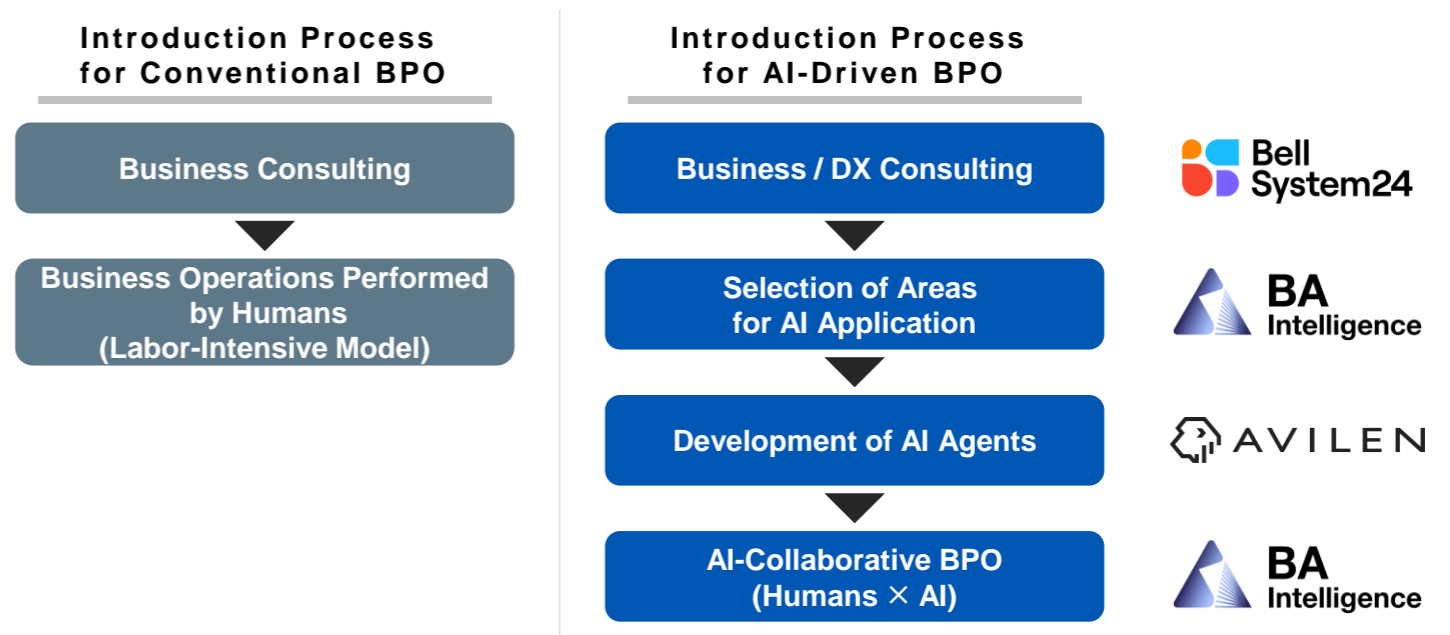 Introduction Process
for Conventional BPO
Business Consulting
Business Operations Performed
by Humans
(Labor-Intensive Model)
Introduction Process
for AI-Driven BPO
Business / DX Consulting
Bell
System24
Selection of Areas
for AI Application
BA
Intelligence
Development of AI Agents
AVILEN
AI-Collaborative BPO
(Humans × AI)
BA
Intelligence